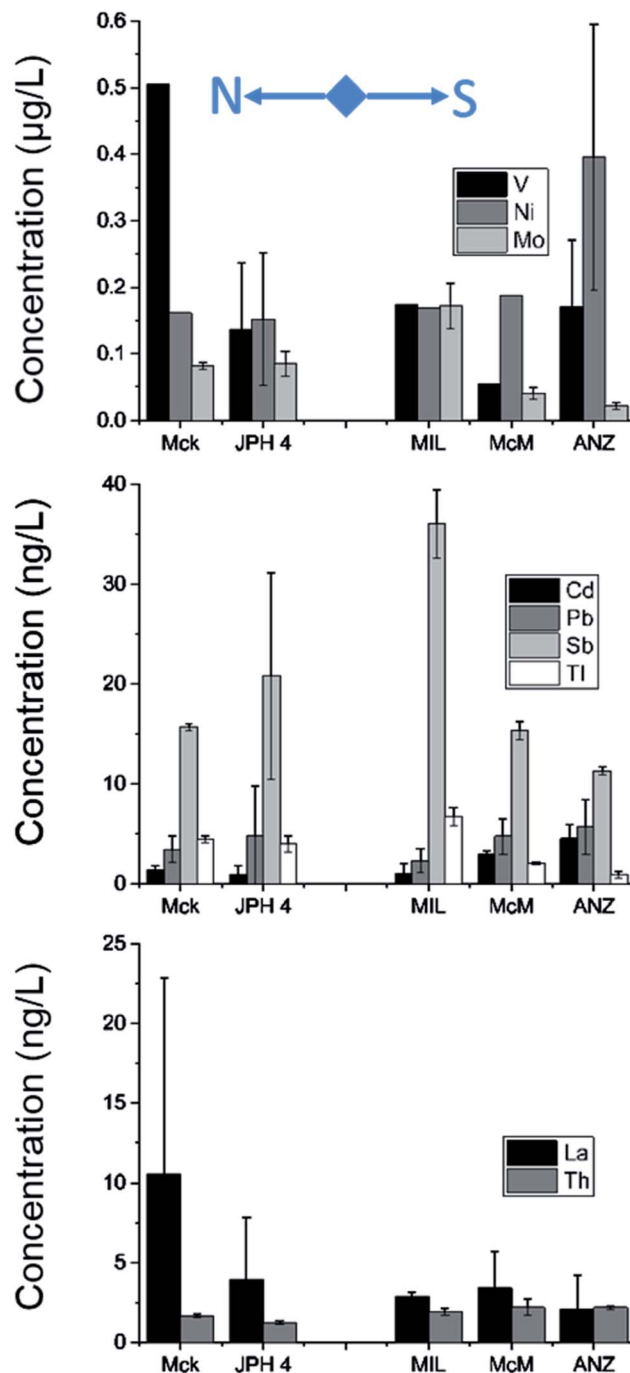 Concentration (µg/L)
0.6
0.5
0.4
0.3
0.2
0.1
0.0
N
S
V
Ni
Mo
Mck
JPH 4
MIL
McM
ANZ
Concentration (ng/L)
40
30
20
10
0
Cd
Pb
Sb
Tl
Mck
JPH 4
MIL
McM
ANZ
Concentration (ng/L)
25
20
15
10
5
0
La
Th
Mck
JPH 4
MIL
McM
ANZ